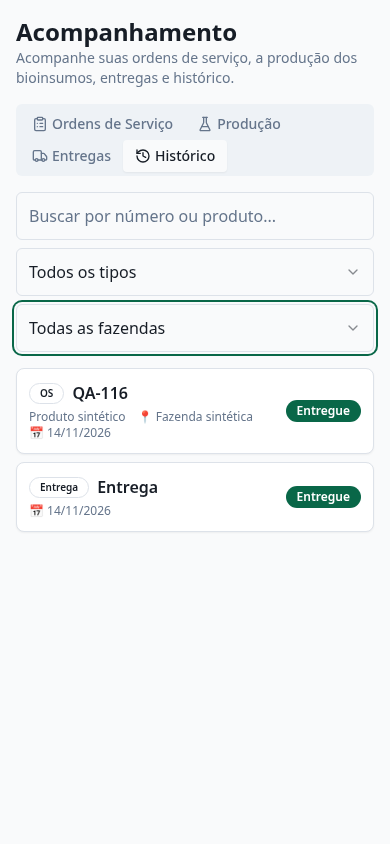 Acompanhamento
Acompanhe suas ordens de serviço, a produção dos
bioinsumos, entregas e histórico.
Ordens de Serviço Produção
Entregas Histórico
Buscar por número ou produto...
Todos os tipos
Todas as fazendas
OS QA-116
Produto sintético 📍 Fazenda sintética
📅 14/11/2026
Entregue
Entrega Entrega
📅 14/11/2026
Entregue